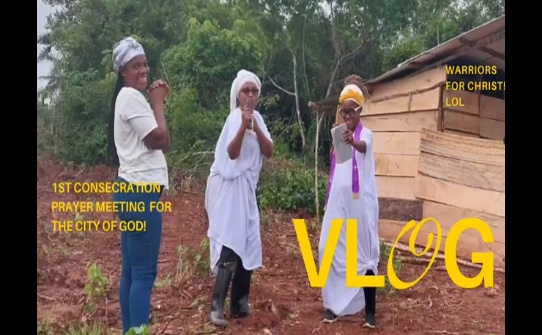 WARRIORS
FOR CHRIST!
LOL
1ST CONSECRATION
PRAYER MEETING FOR
THE CITY OF GOD!
VLOG